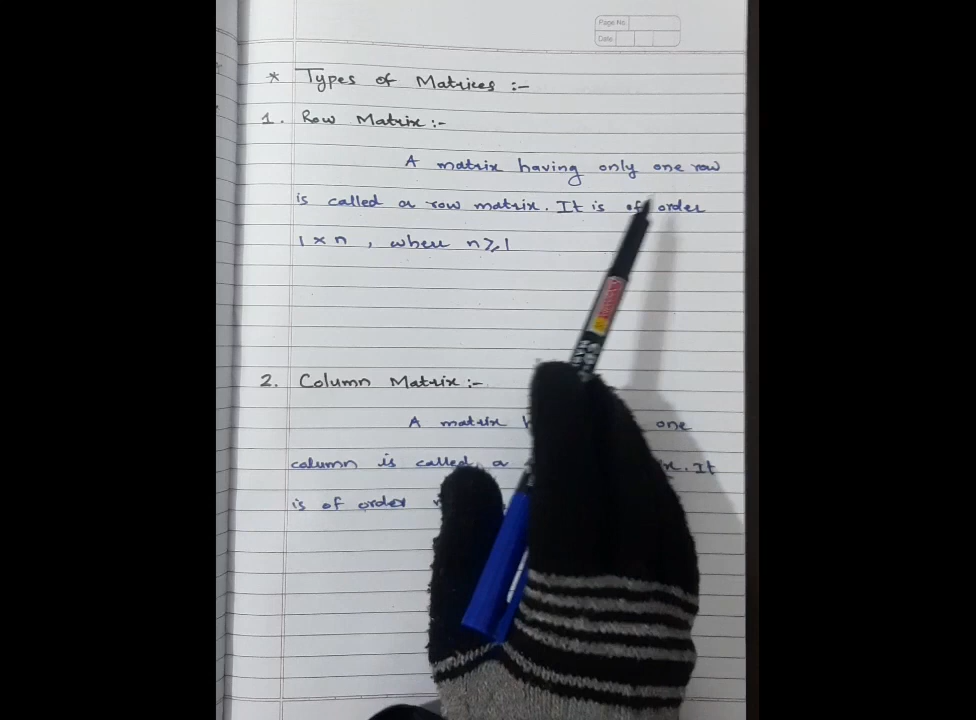 Page No.
Date
* Types of Matrices :-
1. Row Matrix :-
A matrix having only one row
is called a row matrix. It is of order
1 × n , where n ⩾ 1
2. Column Matrix :-
A matrix one
column is called a It
is of order